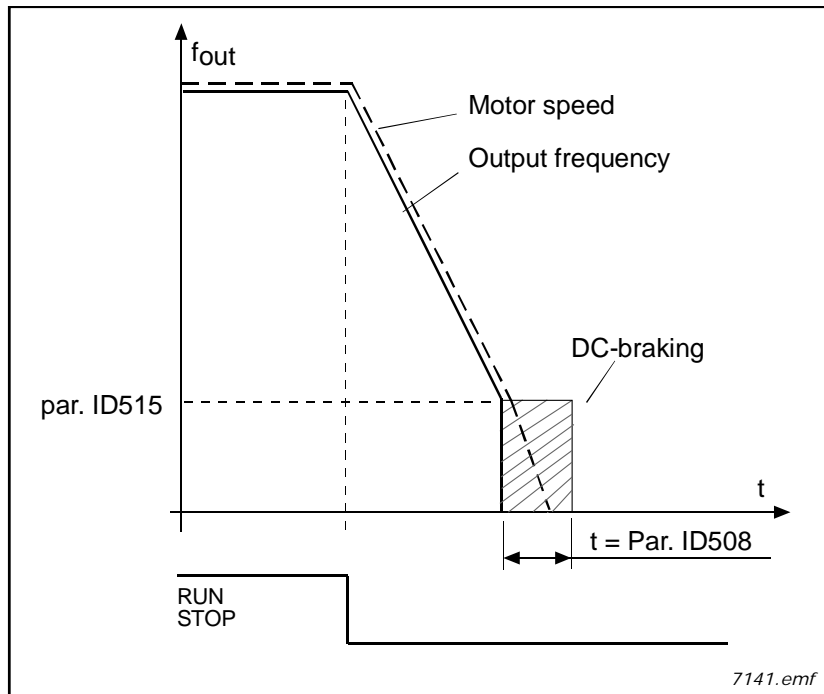 fout
Motor speed
Output frequency
DC-braking
par. ID515
t
t = Par. ID508
RUN
STOP
7141.emf